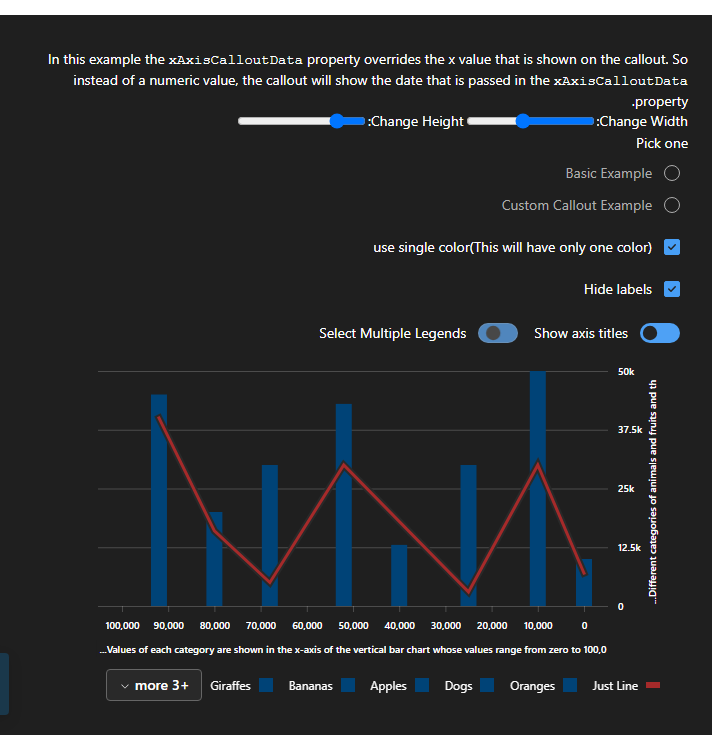 In this example the xAxisCalloutData property overrides the x value that is shown on the callout. So
instead of a numeric value, the callout will show the date that is passed in the xAxisCalloutData
.property
:Change Width
:Change Height
Pick one
Basic Example
Custom Callout Example
use single color(This will have only one color)
Hide labels
Show axis titles
Select Multiple Legends
50k
37.5k
25k
12.5k
0
...Different categories of animals and fruits and th
100,000 90,000 80,000 70,000 60,000 50,000 40,000 30,000 20,000 10,000 0
...Values of each category are shown in the x-axis of the vertical bar chart whose values range from zero to 100,0
Just Line
Oranges
Dogs
Apples
Bananas
Giraffes
more 3+